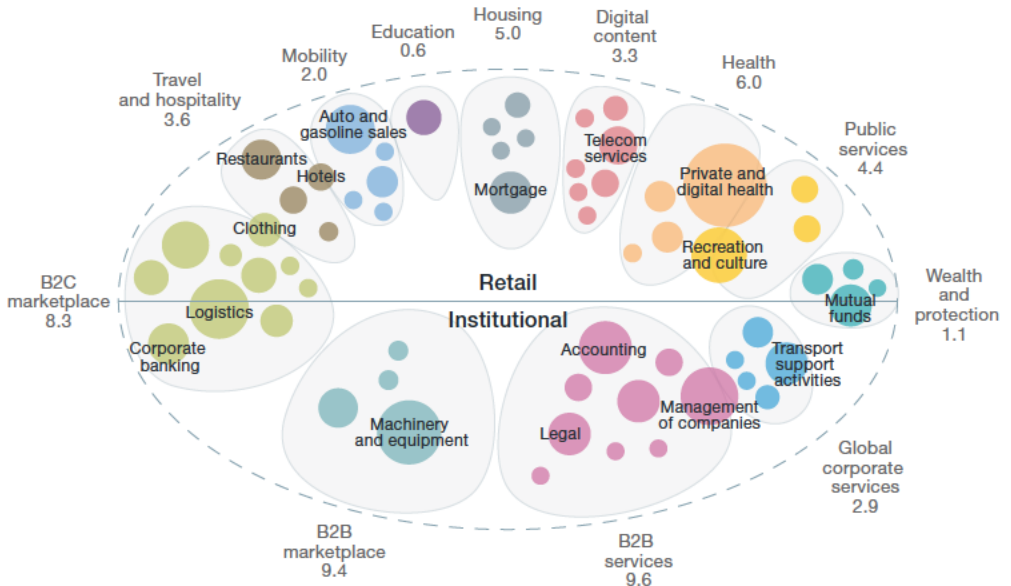 Housing
5.0
Digital
content
3.3
Education
0.6
Mobility
2.0
Health
6.0
Travel
and hospitality
3.6
Public
services
4.4
Auto and
gasoline sales
Telecom
services
Restaurants
Hotels
Mortgage
Private and
digital health
Clothing
Recreation
and culture
Retail
B2C
marketplace
8.3
Wealth and
protection
1.1
Mutual
funds
Logistics
Institutional
Corporate
banking
Accounting
Transport
support
activities
Machinery
and equipment
Legal
Management
of companies
Global
corporate
services
2.9
B2B
marketplace
9.4
B2B
services
9.6